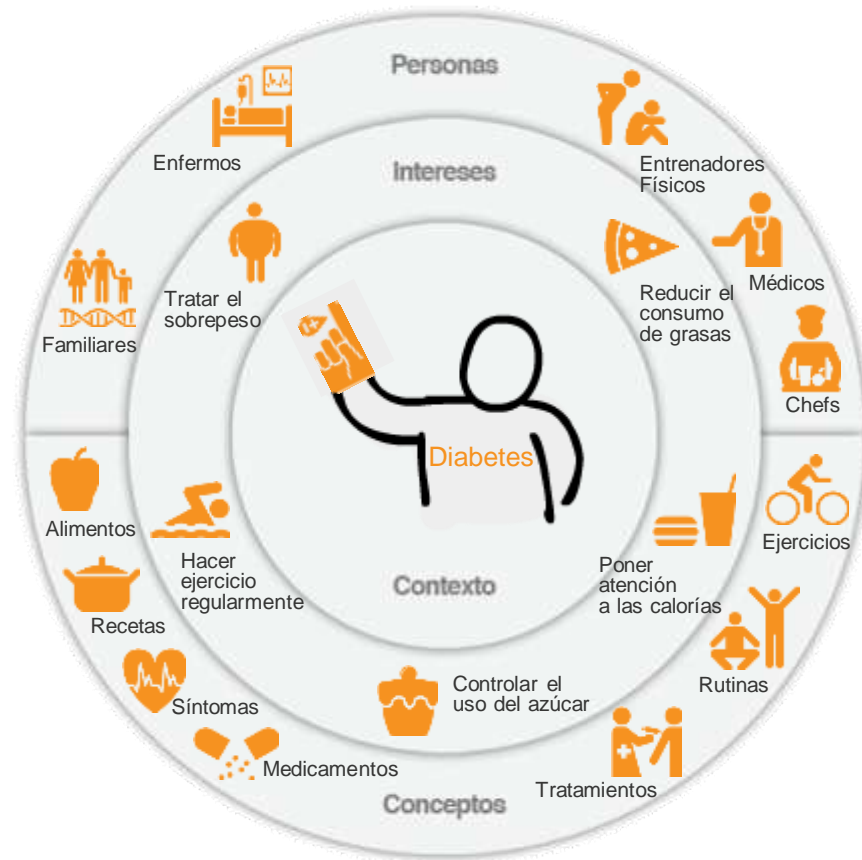 Personas
Enfermos
Entrenadores
Físicos
Intereses
Médicos
Tratar el
sobrepeso
Reducir el
consumo
de grasas
Familiares
Chefs
Diabetes
Alimentos
Ejercicios
Hacer
ejercicio
regularmente
Poner
atención
a las calorías
Contexto
Recetas
Rutinas
Síntomas
Controlar el
uso del azúcar
Medicamentos
Tratamientos
Conceptos